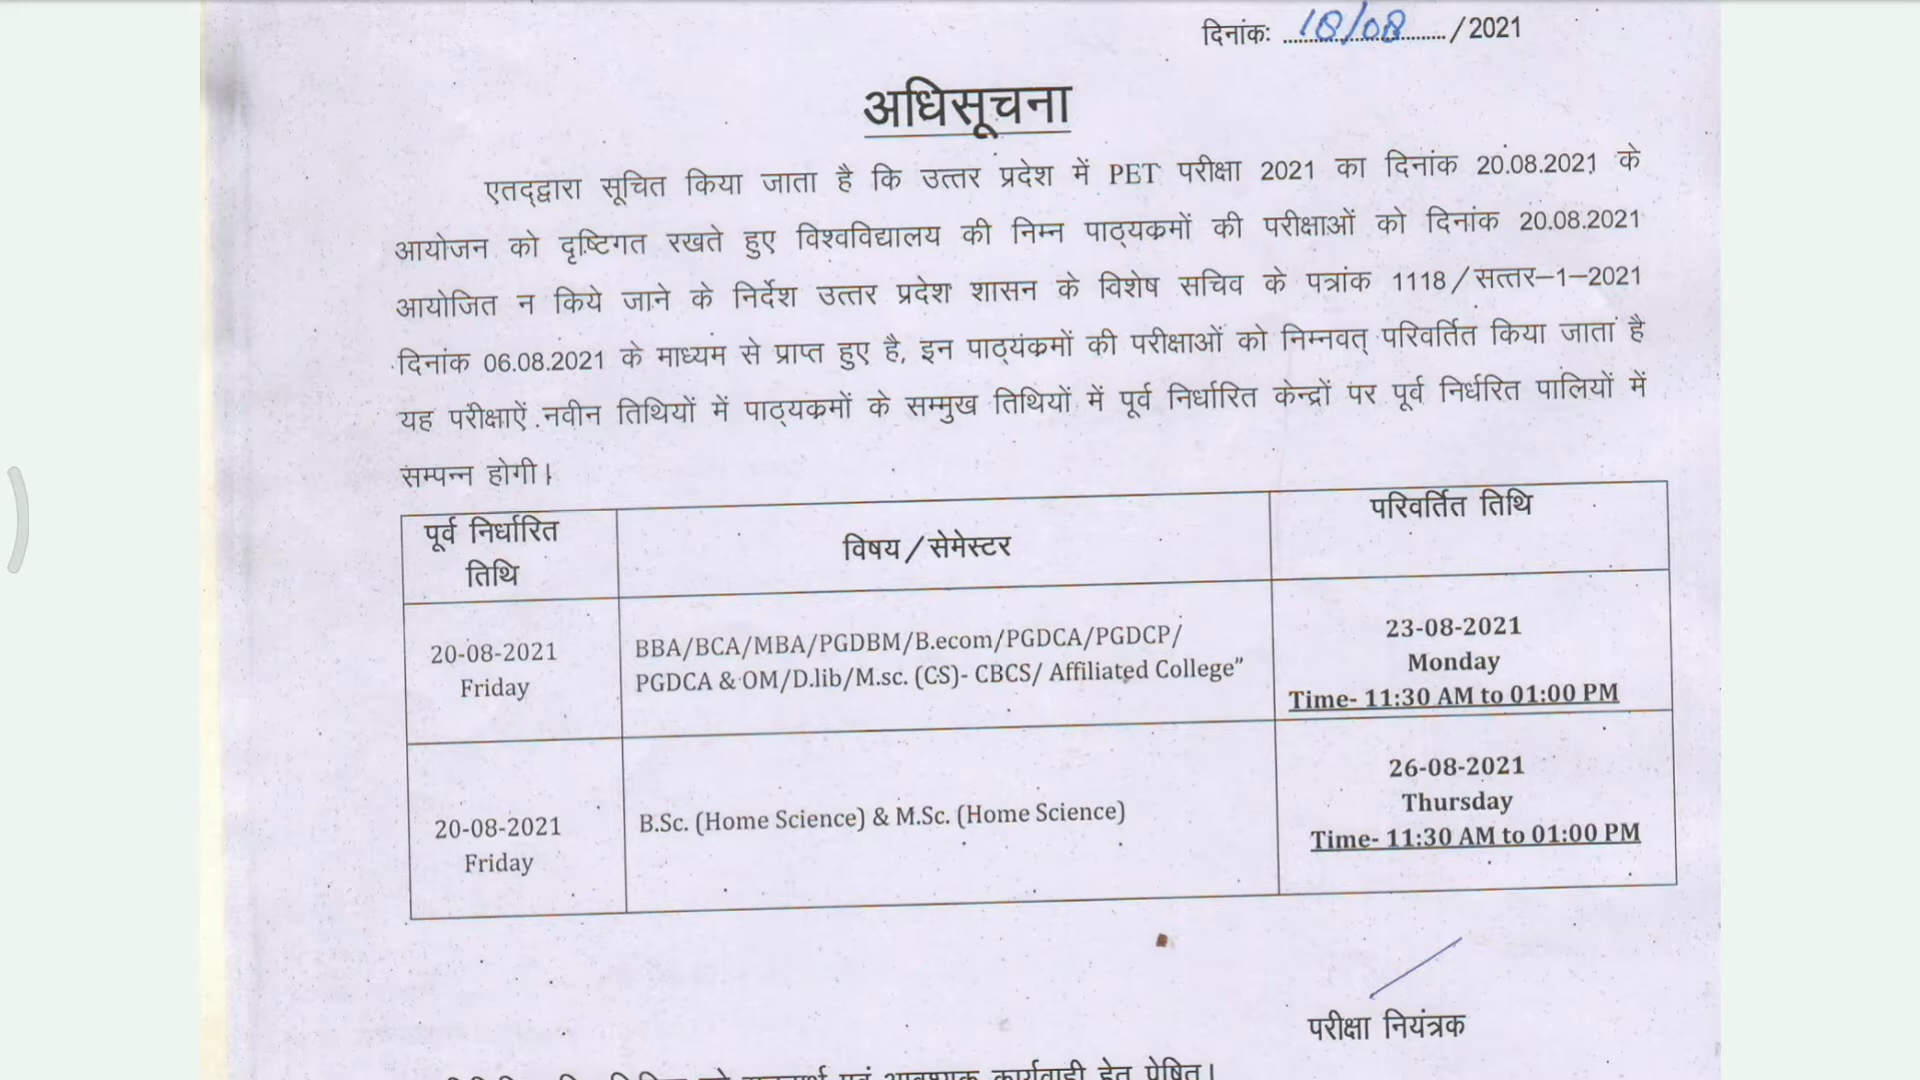 दिनांकः 18/08 /2021
अधिसूचना
एतद्द्वारा सूचित किया जाता है कि उत्तर प्रदेश में PET परीक्षा 2021 का दिनांक 20.08.2021 के
आयोजन को दृष्टिगत रखते हुए विश्वविद्यालय की निम्न पाठ्यक्रमों की परीक्षाओं को दिनांक 20.08.2021
आयोजित न किये जाने के निर्देश उत्तर प्रदेश शासन के विशेष सचिव के पत्रांक 1118/सत्तर-1-2021
दिनांक 06.08.2021 के माध्यम से प्राप्त हुए है, इन पाठ्यक्रमों की परीक्षाओं को निम्नवत् परिवर्तित किया जाता है
यह परीक्षाऐं नवीन तिथियों में पाठ्यक्रमों के सम्मुख तिथियों में पूर्व निर्धारित केन्द्रों पर पूर्व निर्धरित पालियों में
सम्पन्न होगी।
पूर्व निर्धारित
तिथि
विषय/सेमेस्टर
परिवर्तित तिथि
20-08-2021
Friday
BBA/BCA/MBA/PGDBM/B.ecom/PGDCA/PGDCP/
PGDCA & OM/D.lib/M.sc. (CS)- CBCS/ Affiliated College”
23-08-2021
Monday
Time- 11:30 AM to 01:00 PM
20-08-2021
Friday
B.Sc. (Home Science) & M.Sc. (Home Science)
26-08-2021
Thursday
Time- 11:30 AM to 01:00 PM
परीक्षा नियंत्रक
एवं आवश्यक कार्यवाही हेतु प्रेषित।